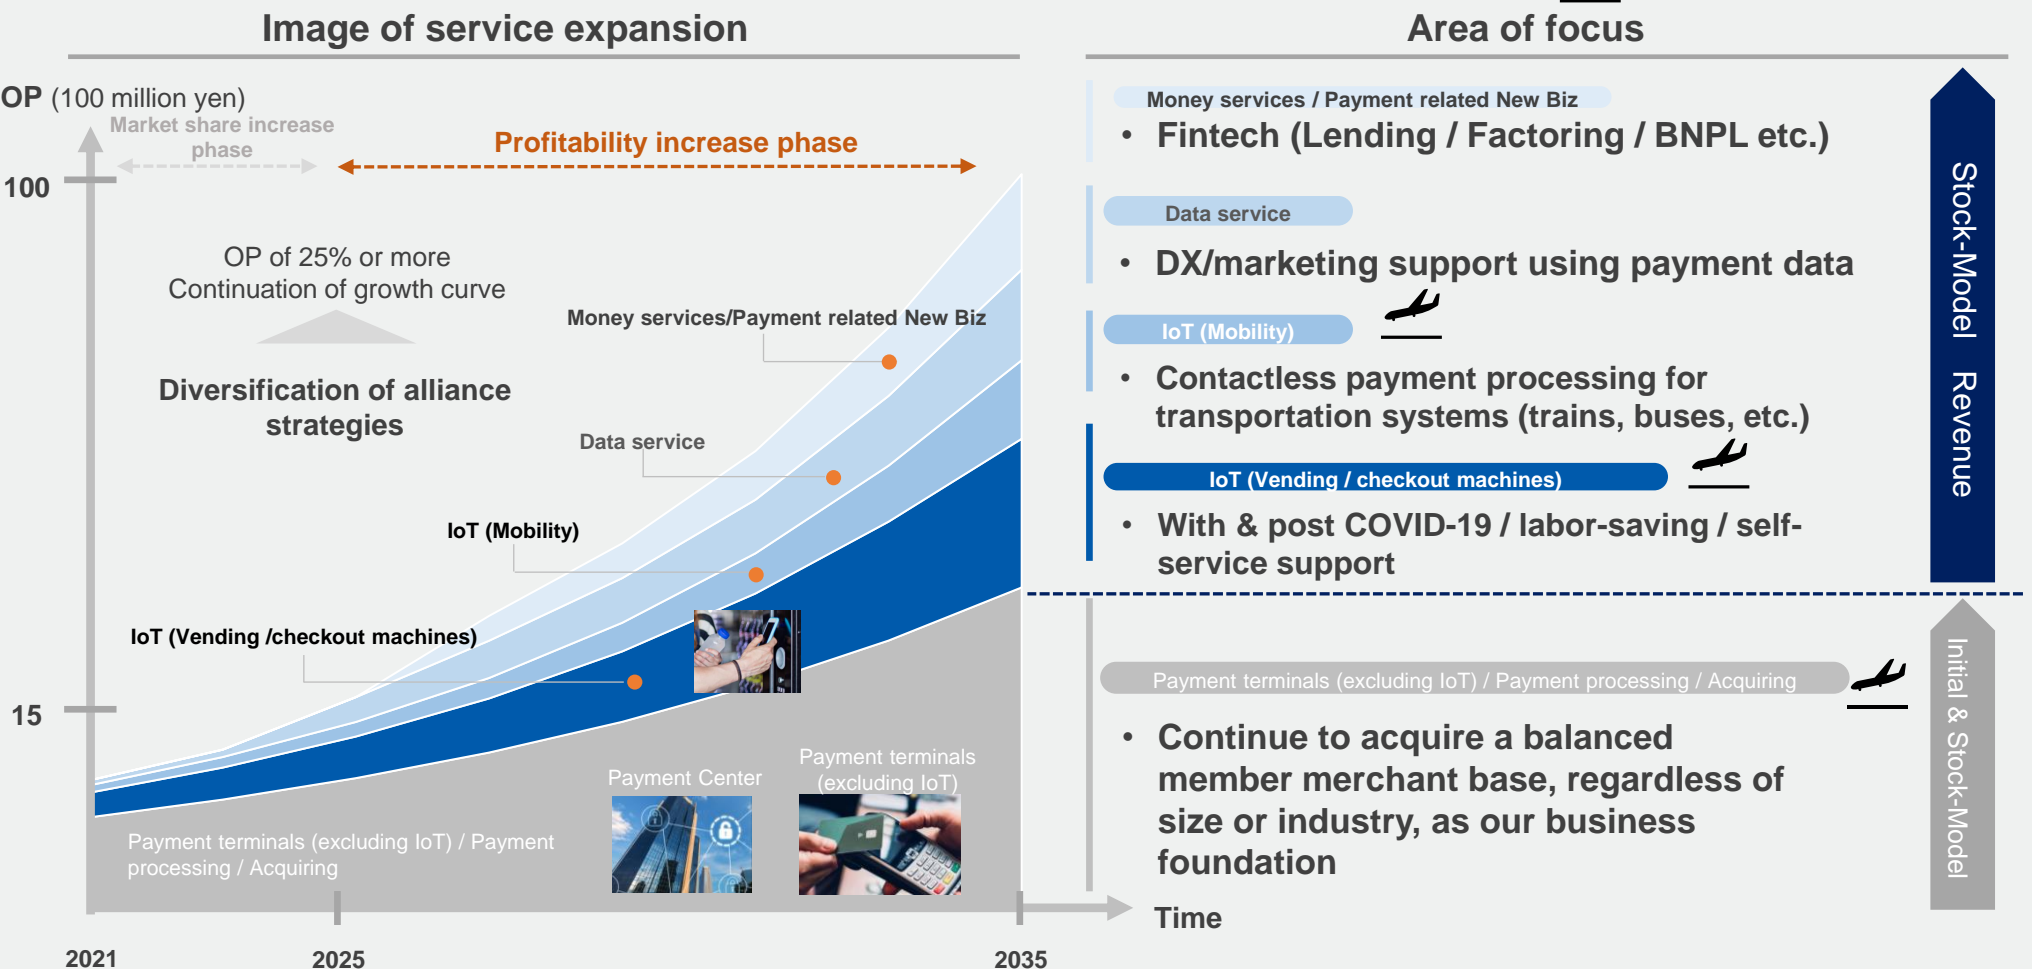 Image of service expansion
OP (100 million yen)
Market share increase
phase
Profitability increase phase
100
OP of 25% or more
Continuation of growth curve
Diversification of alliance
strategies
Money services/Payment related New Biz
Data service
IoT (Mobility)
IoT (Vending /checkout machines)
15
Payment Center
Payment terminals
(excluding IoT)
Payment terminals (excluding IoT) / Payment
processing / Acquiring
Time
2021
2025
2035
Area of focus
Money services / Payment related New Biz
• Fintech (Lending / Factoring / BNPL etc.)
Data service
• DX/marketing support using payment data
IoT (Mobility)
• Contactless payment processing for
transportation systems (trains, buses, etc.)
IoT (Vending / checkout machines)
• With & post COVID-19 / labor-saving / self-
service support
Payment terminals (excluding IoT) / Payment processing / Acquiring
• Continue to acquire a balanced
member merchant base, regardless of
size or industry, as our business
foundation
Stock-Model Revenue
Initial & Stock-Model